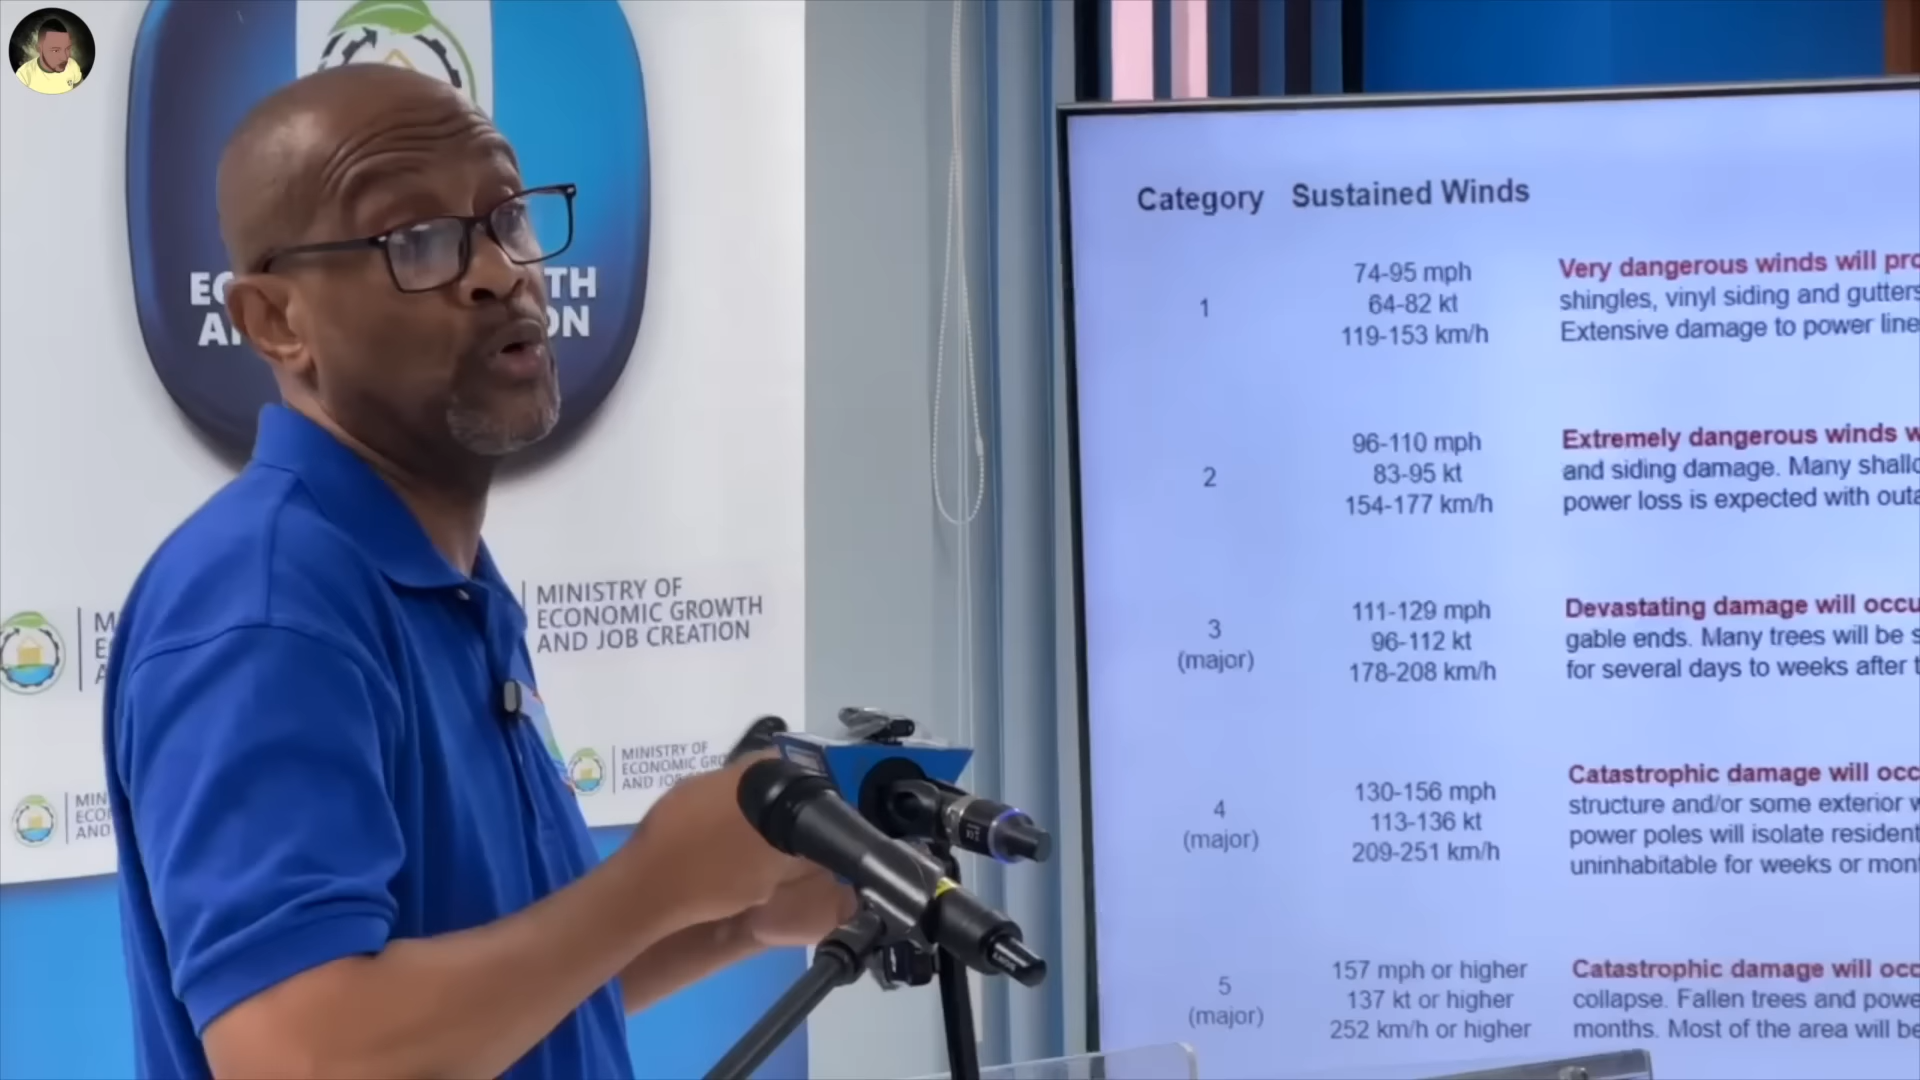 TH
ON
MINISTRY OF
ECONOMIC GROWTH
AND JOB CREATION
MINISTRY OF
ECONOMIC
AND JOB
Category Sustained Winds
1
74-95 mph
64-82 kt
119-153 km/h
Very dangerous winds will
shingles, vinyl siding and gutters
Extensive damage to power
2
96-110 mph
83-95 kt
154-177 km/h
Extremely dangerous winds
and siding damage. Many
power loss is expected with
3
(major)
111-129 mph
96-112 kt
178-208 km/h
Devastating damage will
gable ends. Many trees will be
for several days to weeks after
4
(major)
130-156 mph
113-136 kt
209-251 km/h
Catastrophic damage will
structure and/or some exterior
power poles will isolate
uninhabitable for weeks or
5
(major)
157 mph or higher
137 kt or higher
252 km/h or higher
Catastrophic damage will
collapse. Fallen trees and
months. Most of the area will be